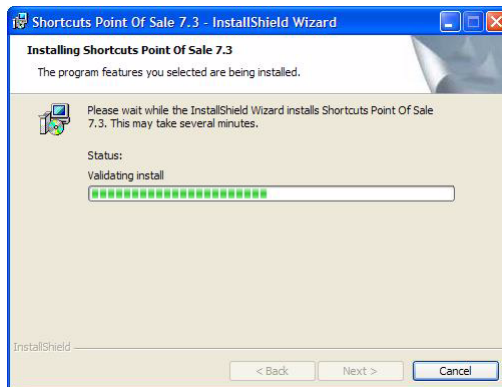 Shortcuts Point Of Sale 7.3 - InstallShield Wizard
Installing Shortcuts Point Of Sale 7.3
The program features you selected are being installed.
Please wait while the InstallShield Wizard installs Shortcuts Point Of Sale
7.3. This may take several minutes.
Status:
Validating install
InstallShield
< Back
Next >
Cancel